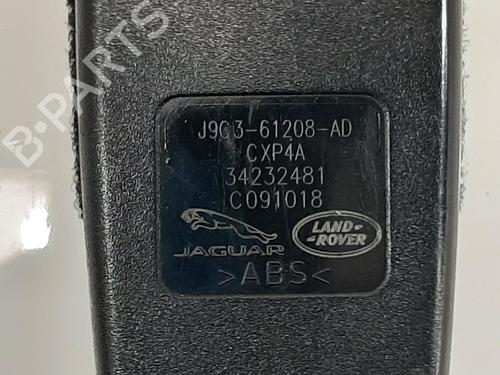 B-PARTS
J9C3-61208-AD
CXP4A
34232481
C091018
JAGUAR
LAND-
-ROVER
>ABS<